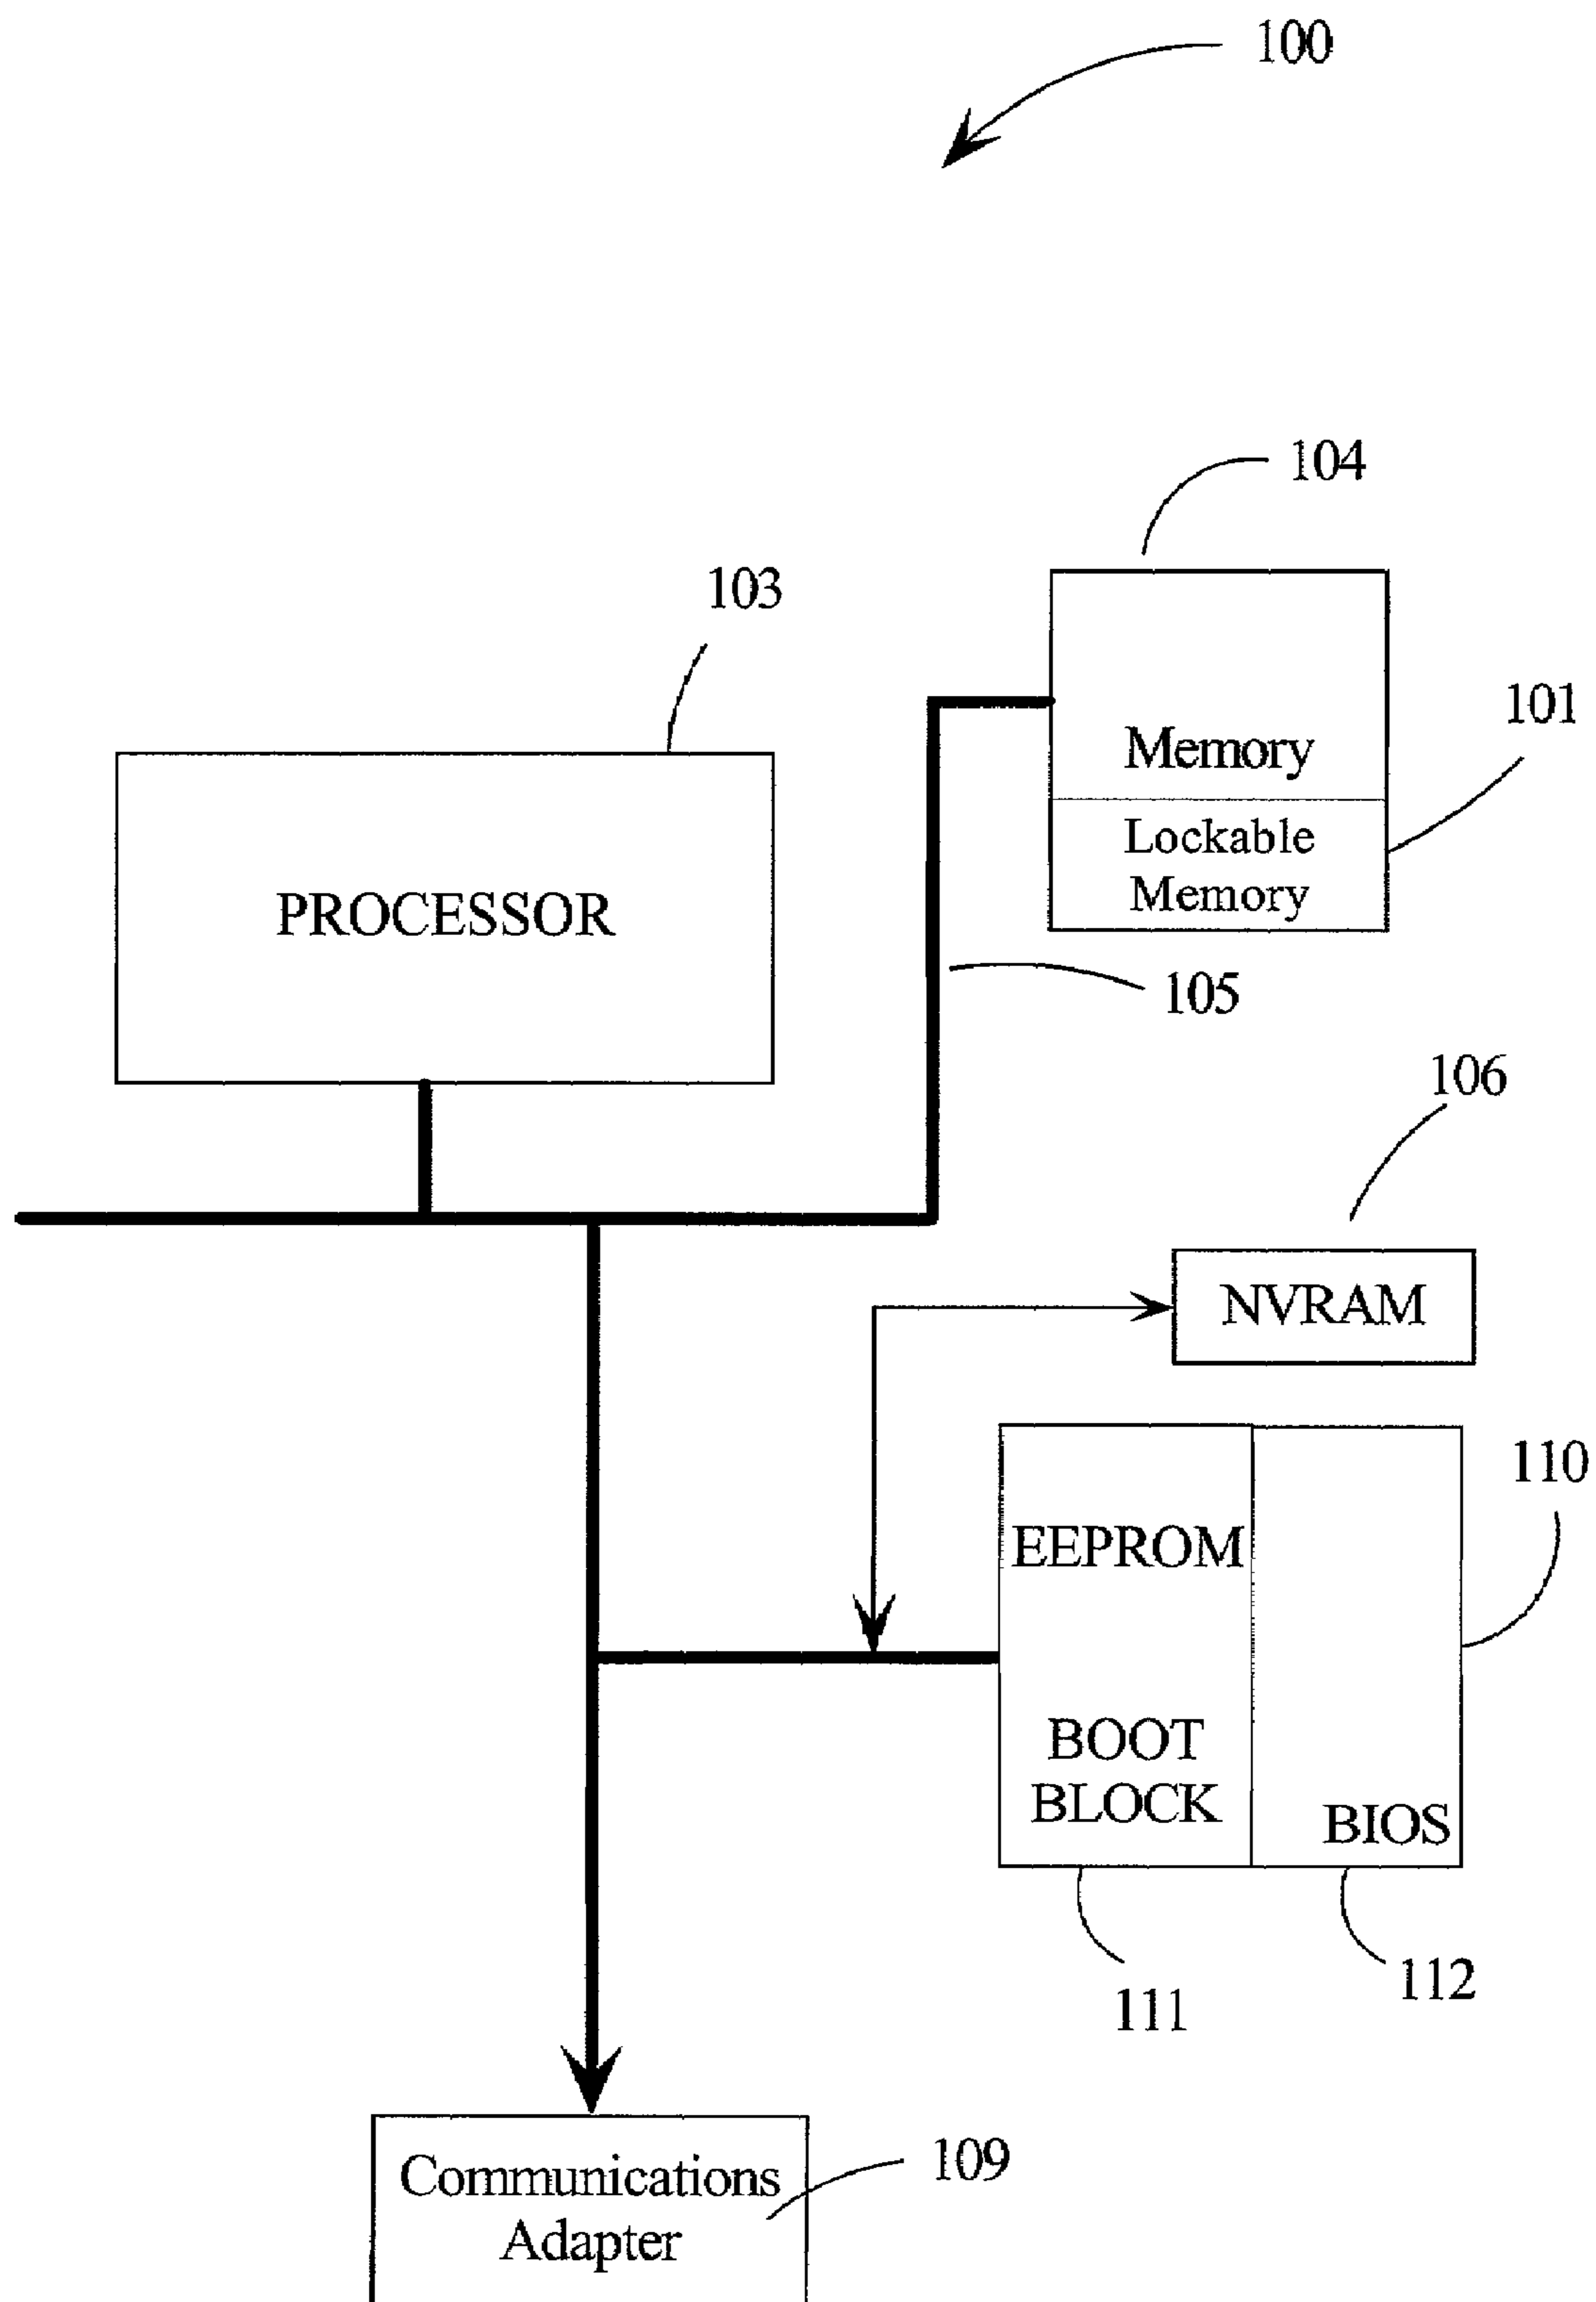 100
104
103
101
Memory
Lockable
Memory
PROCESSOR
105
106
NVRAM
110
EEPROM
BOOT
BLOCK
BIOS
112
111
109
Communications
Adapter